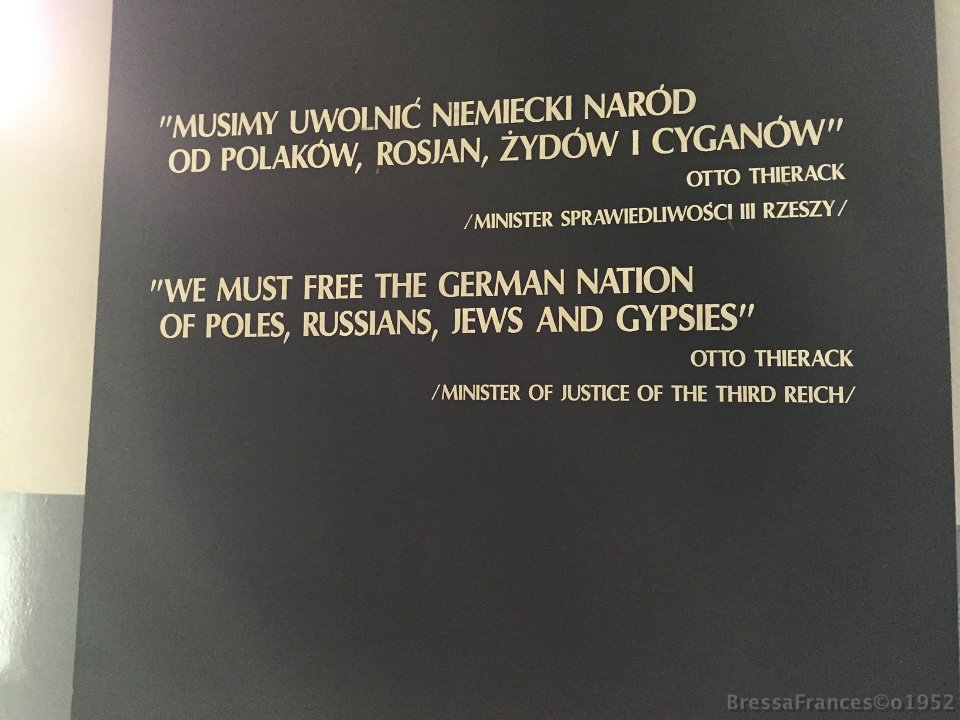 "MUSIMY UWOLNIĆ NIEMIECKI NARÓD
OD POLAKÓW, ROSJAN, ŻYDÓW I CYGANÓW"
OTTO THIERACK
/MINISTER SPRAWIEDLIWOŚCI III RZESZY/
"WE MUST FREE THE GERMAN NATION
OF POLES, RUSSIANS, JEWS AND GYPSIES"
OTTO THIERACK
/MINISTER OF JUSTICE OF THE THIRD REICH/
BressaFrances©o1952